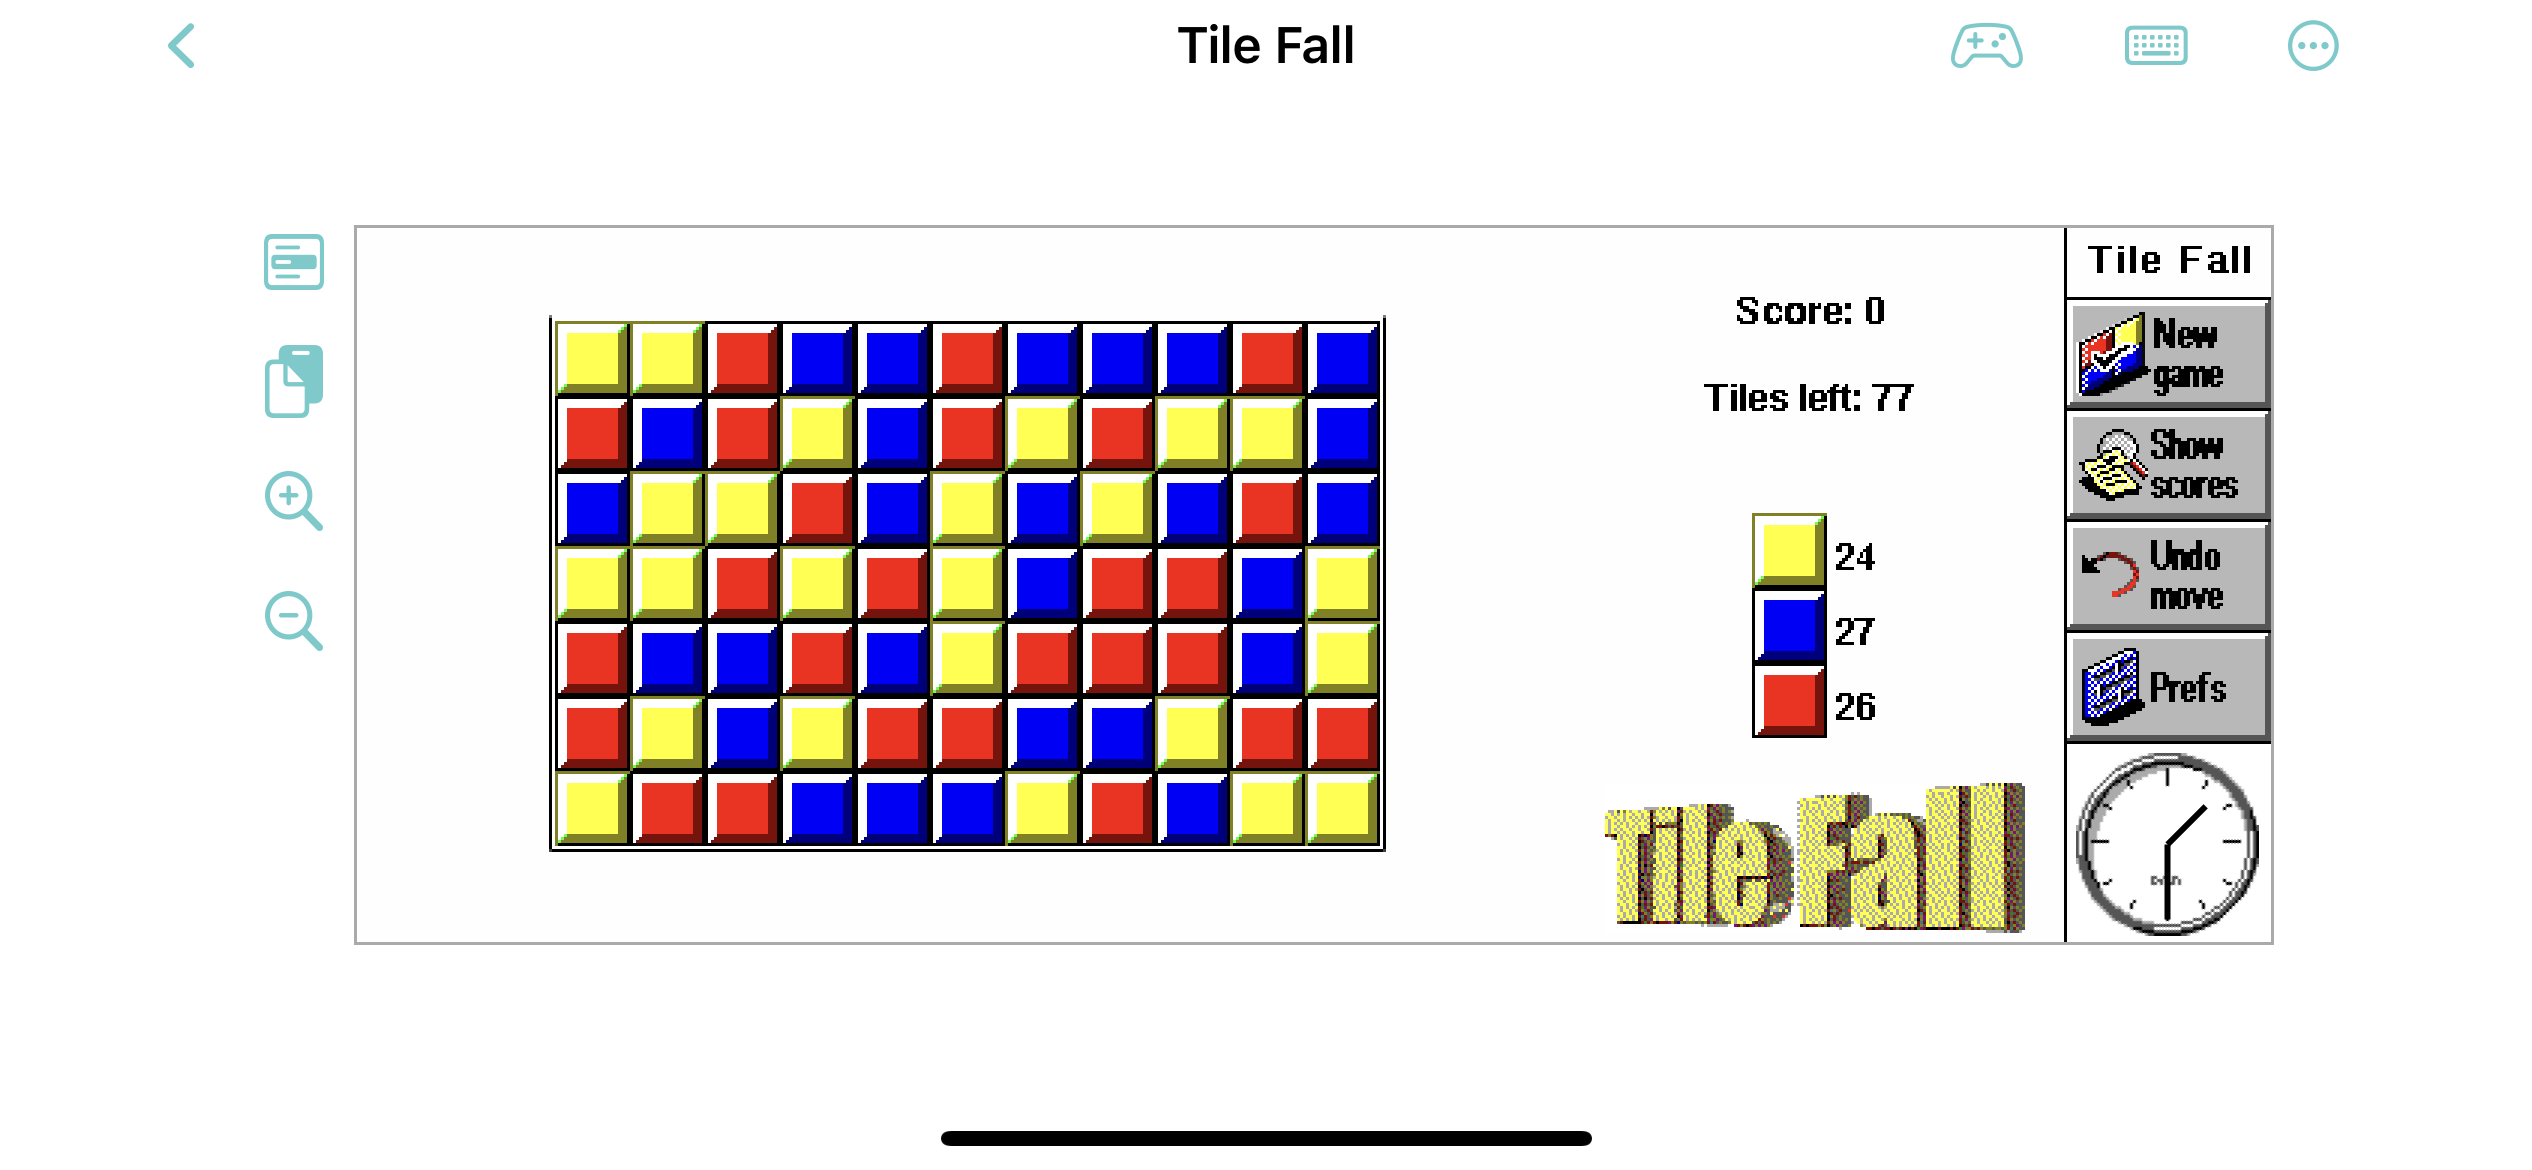 Tile Fall
Tile Fall
Score: 0
New
game
Tiles left: 77
Show
scores
24
Undo
move
27
Prefs
26
Tile Fall